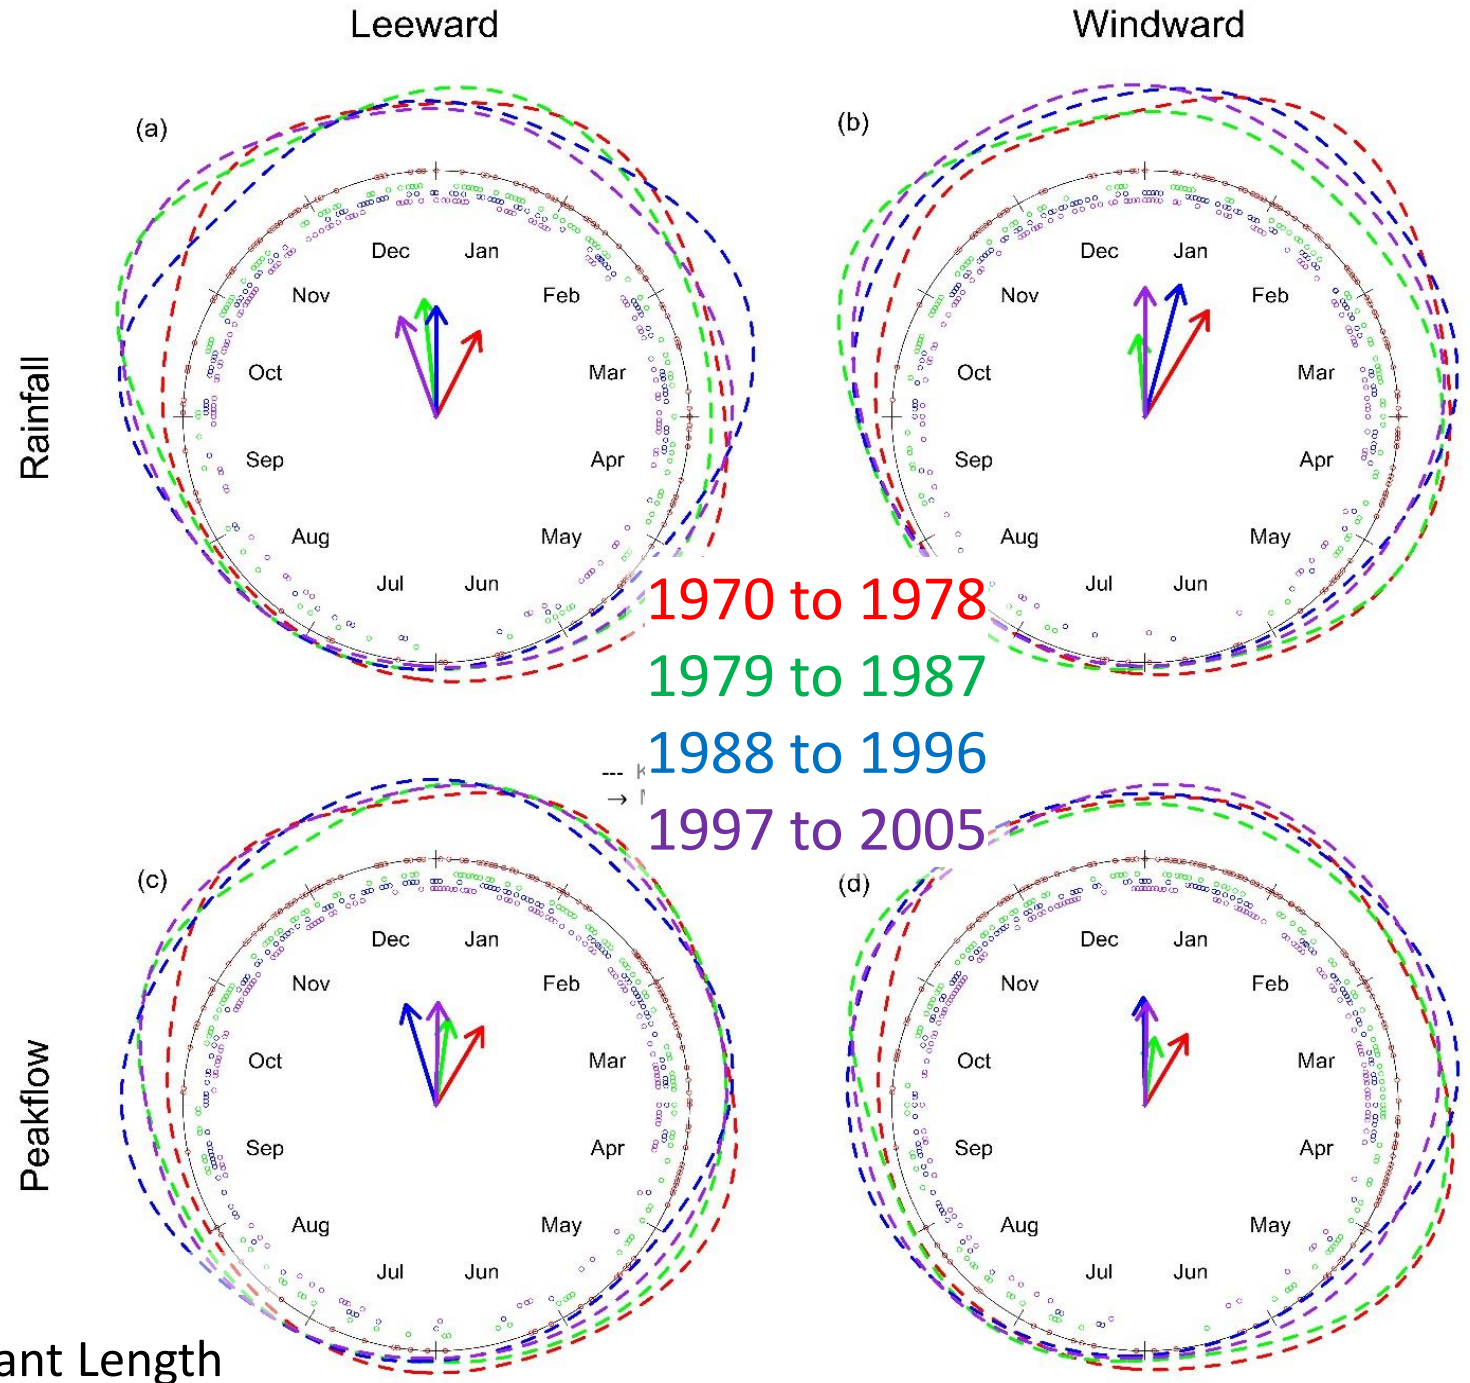 Leeward
Windward
(a)
(b)
Dec Jan
Nov Feb
Oct Mar
Sep Apr
Aug May
Jul Jun
Dec Jan
Nov Feb
Oct Mar
Sep Apr
Aug May
Jul Jun
Rainfall
1970 to 1978
1979 to 1987
1988 to 1996
1997 to 2005
---
→
(c)
(d)
Dec Jan
Nov Feb
Oct Mar
Sep Apr
Aug May
Jul Jun
Dec Jan
Nov Feb
Oct Mar
Sep Apr
Aug May
Jul Jun
Peakflow
ant Length